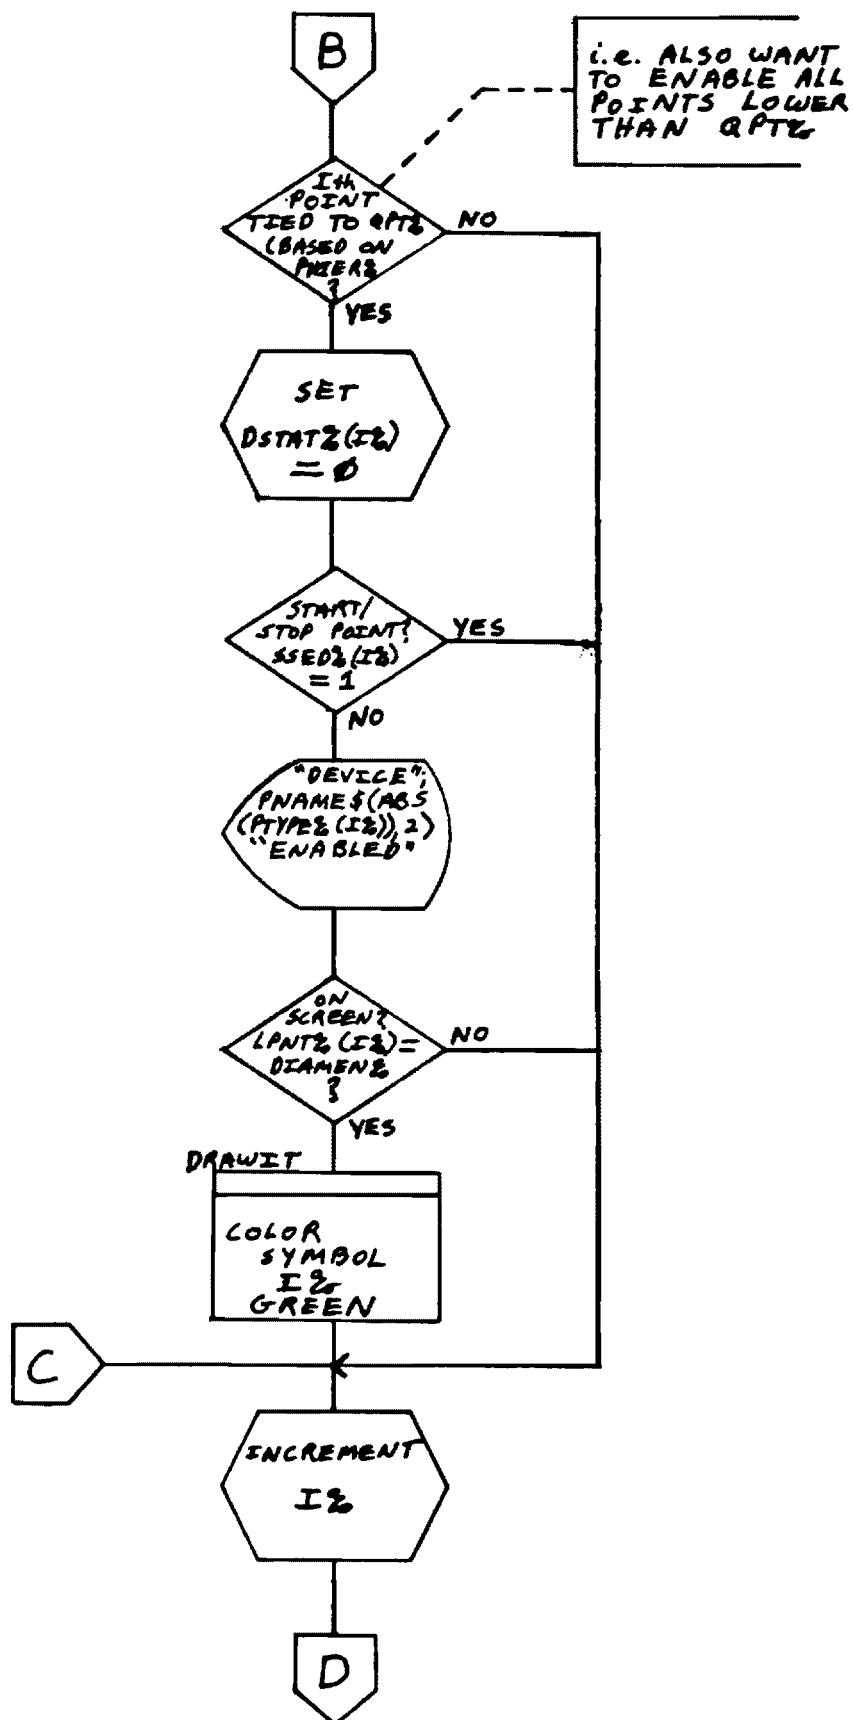 B
i.e. ALSO WANT
TO ENABLE ALL
POINTS LOWER
THAN QPT%
Ith
POINT
TIED TO QPT%
(BASED ON
PHIER%
?
NO
YES
SET
DSTAT%(I%)
= Ø
START/
STOP POINT?
SSED%(I%)
= 1
YES
NO
"DEVICE";
PNAME$(ABS
(PTYPE%(I%)),2)
"ENABLED"
ON
SCREEN?
LPNT%(I%)=
DIAMEN%
?
NO
YES
DRAWIT
COLOR
SYMBOL
I%
GREEN
C
INCREMENT
I%
D